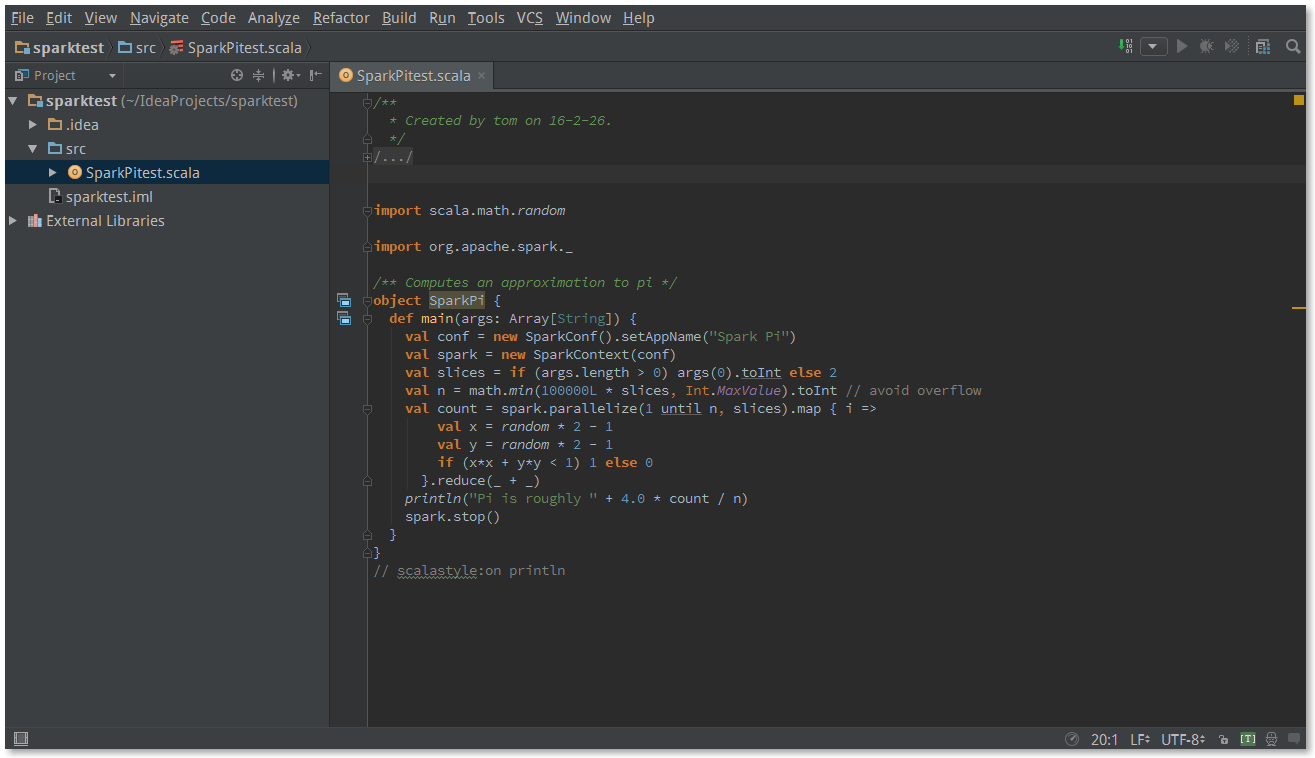 File Edit View Navigate Code Analyze Refactor Build Run Tools VCS Window Help
sparktest src SparkPitest.scala
Project
SparkPitest.scala ×
sparktest (~/IdeaProjects/sparktest)
.idea
src
SparkPitest.scala
sparktest.iml
External Libraries
/**
* Created by tom on 16-2-26.
*/
/.../
import scala.math.random
import org.apache.spark._
/** Computes an approximation to pi */
object SparkPi {
def main(args: Array[String]) {
val conf = new SparkConf().setAppName("Spark Pi")
val spark = new SparkContext(conf)
val slices = if (args.length > 0) args(0).toInt else 2
val n = math.min(100000L * slices, Int.MaxValue).toInt // avoid overflow
val count = spark.parallelize(1 until n, slices).map { i =>
val x = random * 2 - 1
val y = random * 2 - 1
if (x*x + y*y < 1) 1 else 0
}.reduce(_ + _)
println("Pi is roughly " + 4.0 * count / n)
spark.stop()
}
}
// scalastyle:on println
20:1 LF UTF-8 [T]